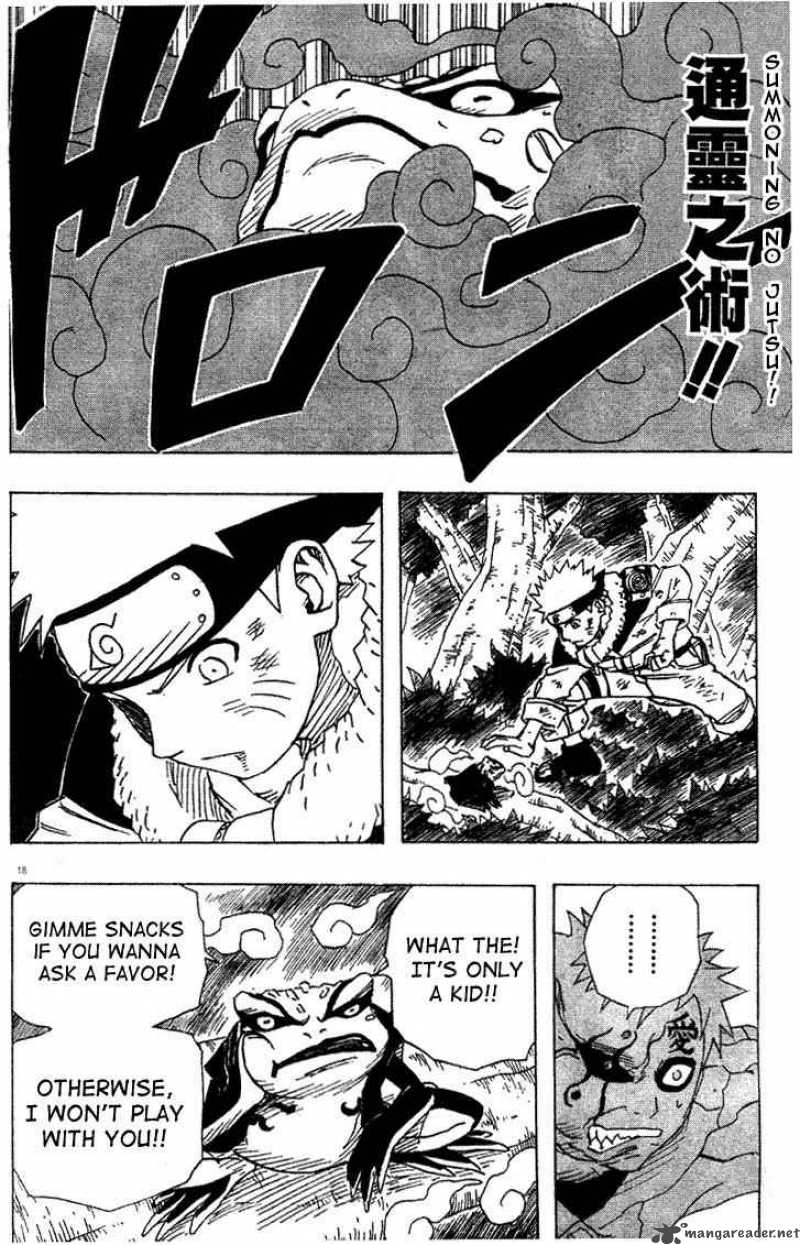 SUMMONING NO JUTSU!!
通靈之術!!
ドロン
18
.........
愛
WHAT THE!
IT'S ONLY
A KID!!
GIMME SNACKS
IF YOU WANNA
ASK A FAVOR!
OTHERWISE,
I WON'T PLAY
WITH YOU!!
mangareader.net